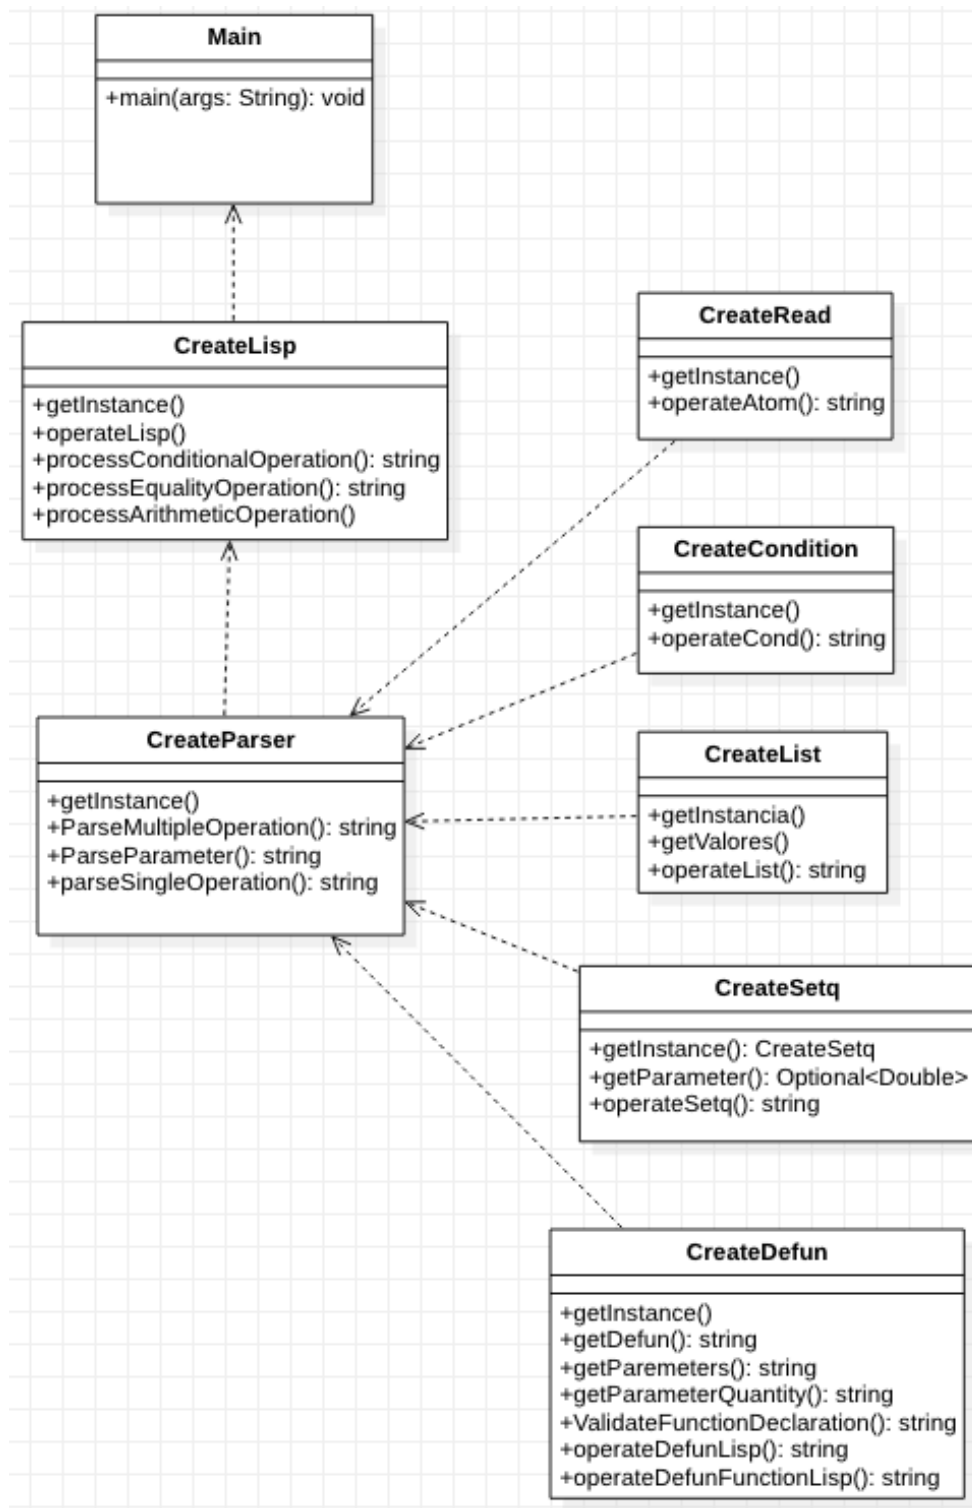 Main
+main(args: String): void
CreateLisp
+getInstance()
+operateLisp()
+processConditionalOperation(): string
+processEqualityOperation(): string
+processArithmeticOperation()
CreateRead
+getInstance()
+operateAtom(): string
CreateCondition
+getInstance()
+operateCond(): string
CreateParser
+getInstance()
+ParseMultipleOperation(): string
+ParseParameter(): string
+parseSingleOperation(): string
CreateList
+getInstancia()
+getValores()
+operateList(): string
CreateSetq
+getInstance(): CreateSetq
+getParameter(): Optional<Double>
+operateSetq(): string
CreateDefun
+getInstance()
+getDefun(): string
+getParemeters(): string
+getParameterQuantity(): string
+ValidateFunctionDeclaration(): string
+operateDefunLisp(): string
+operateDefunFunctionLisp(): string